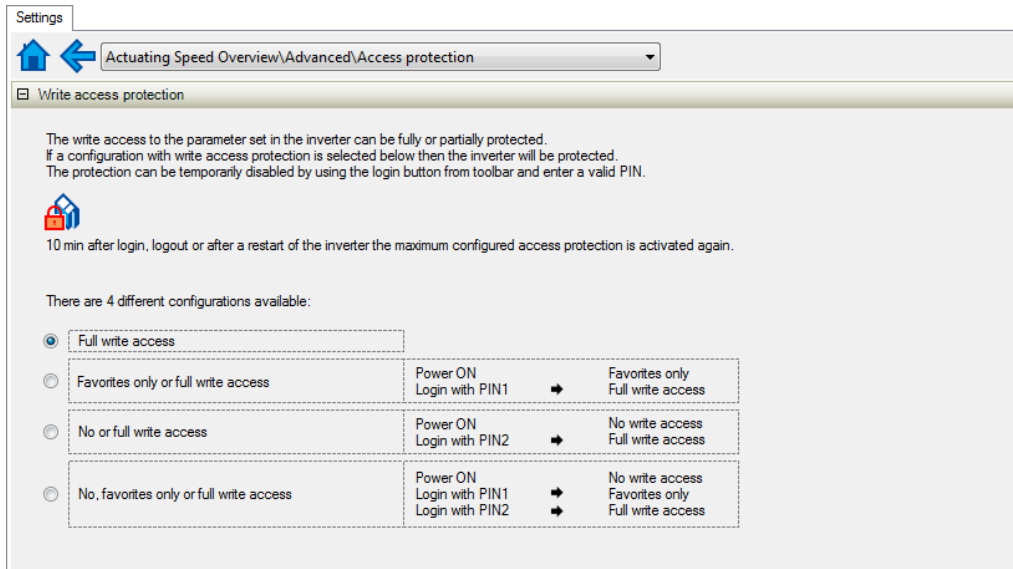 Settings
Actuating Speed Overview\Advanced\Access protection
Write access protection
The write access to the parameter set in the inverter can be fully or partially protected.
If a configuration with write access protection is selected below then the inverter will be protected.
The protection can be temporarily disabled by using the login button from toolbar and enter a valid PIN.
10 min after login, logout or after a restart of the inverter the maximum configured access protection is activated again.
There are 4 different configurations available:
Full write access
Favorites only or full write access
Power ON Favorites only
Login with PIN1 Full write access
No or full write access
Power ON No write access
Login with PIN2 Full write access
No, favorites only or full write access
Power ON No write access
Login with PIN1 Favorites only
Login with PIN2 Full write access